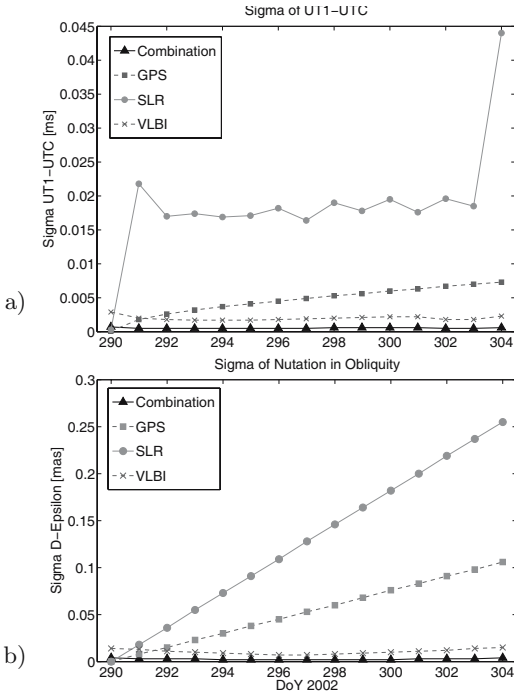 Sigma of UT1−UTC
0.045
0.04
0.035
0.03
0.025
0.02
0.015
0.01
0.005
0
Sigma UT1−UTC [ms]
Combination
GPS
SLR
VLBI
a)
290 292 294 296 298 300 302 304
Sigma of Nutation in Obliquity
0.3
0.25
0.2
0.15
0.1
0.05
0
Sigma D−Epsilon [mas]
Combination
GPS
SLR
VLBI
b)
290 292 294 296 298 300 302 304
DoY 2002